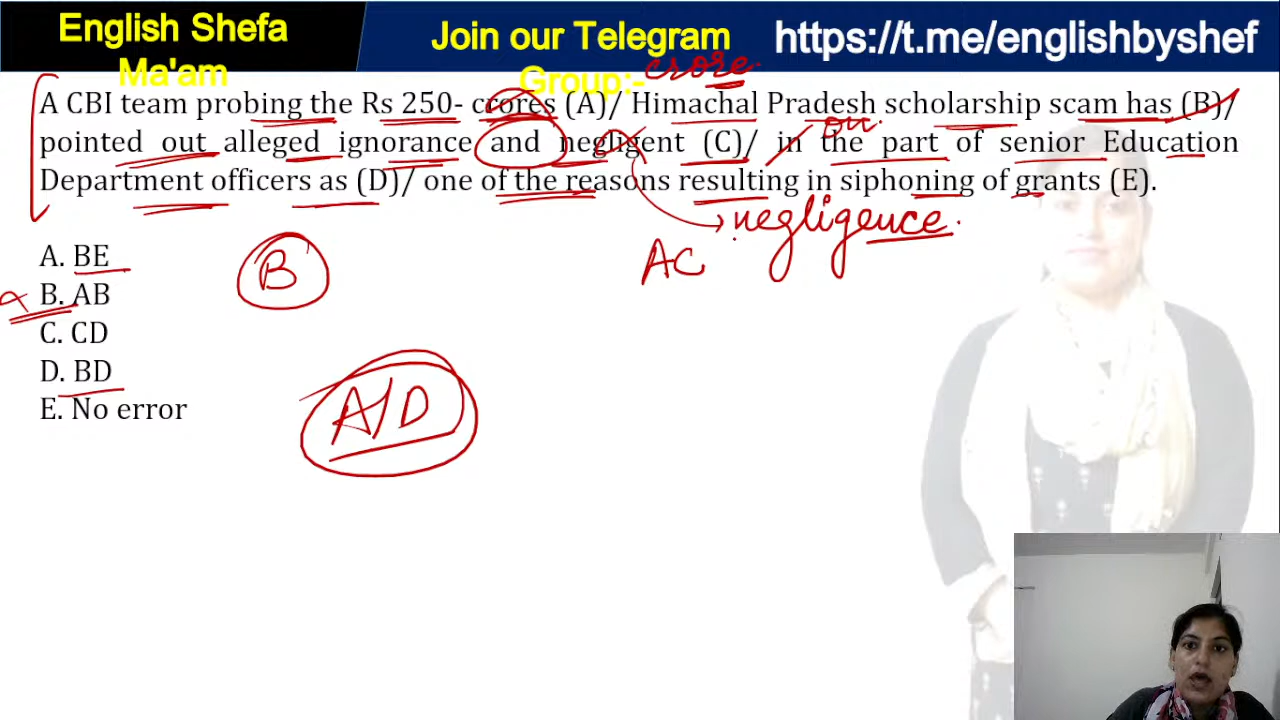 English Shefa
Ma'am
Join our Telegram
Group:-
https://t.me/englishbyshef
crore.
A CBI team probing the Rs 250- crores (A)/ Himachal Pradesh scholarship scam has (B)/
on
pointed out alleged ignorance and negligent (C)/ in the part of senior Education
Department officers as (D)/ one of the reasons resulting in siphoning of grants (E).
negligence.
AC
A. BE
B
B. AB
C. CD
D. BD
A/D
E. No error